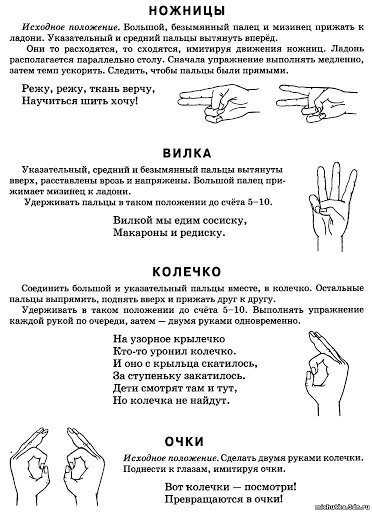 НОЖНИЦЫ
Исходное положение. Большой, безымянный палец и мизинец прижать к
ладони. Указательный и средний пальцы вытянуть вперёд.
Они то расходятся, то сходятся, имитируя движения ножниц. Ладонь
располагается параллельно столу. Сначала упражнение выполнять медленно,
затем темп ускорить. Следить, чтобы пальцы были прямыми.
Режу, режу, ткань верчу,
Научиться шить хочу!
ВИЛКА
Указательный, средний и безымянный пальцы вытянуты
вверх, расставлены врозь и напряжены. Большой палец при-
жимает мизинец к ладони.
Удерживать пальцы в таком положении до счёта 5–10.
Вилкой мы едим сосиску,
Макароны и редиску.
КОЛЕЧКО
Соединить большой и указательный пальцы вместе, в колечко. Остальные
пальцы выпрямить, поднять вверх и прижать друг к другу.
Удерживать в таком положении до счёта 5–10. Выполнять упражнение
каждой рукой по очереди, затем — двумя руками одновременно.
На узорное крылечко
Кто-то уронил колечко.
И оно с крыльца скатилось,
За ступеньку закатилось.
Дети смотрят там и тут,
Но колечко не найдут.
ОЧКИ
Исходное положение. Сделать двумя руками колечки.
Поднести к глазам, имитируя очки.
Вот колечки — посмотри!
Превращаются в очки!